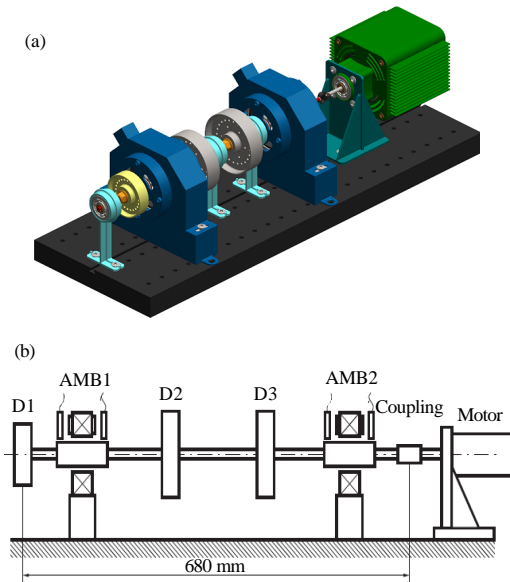 (a)
(b)
AMB1
D2
D3
AMB2
D1
Coupling
Motor
680 mm